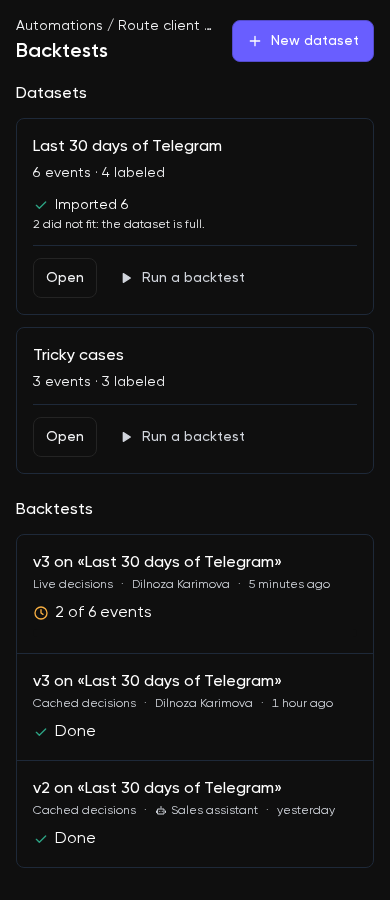 Automations / Route client …
Backtests
New dataset
Datasets
Last 30 days of Telegram
6 events · 4 labeled
Imported 6
2 did not fit: the dataset is full.
Open
Run a backtest
Tricky cases
3 events · 3 labeled
Open
Run a backtest
Backtests
v3 on «Last 30 days of Telegram»
Live decisions · Dilnoza Karimova · 5 minutes ago
2 of 6 events
v3 on «Last 30 days of Telegram»
Cached decisions · Dilnoza Karimova · 1 hour ago
Done
v2 on «Last 30 days of Telegram»
Cached decisions · Sales assistant · yesterday
Done